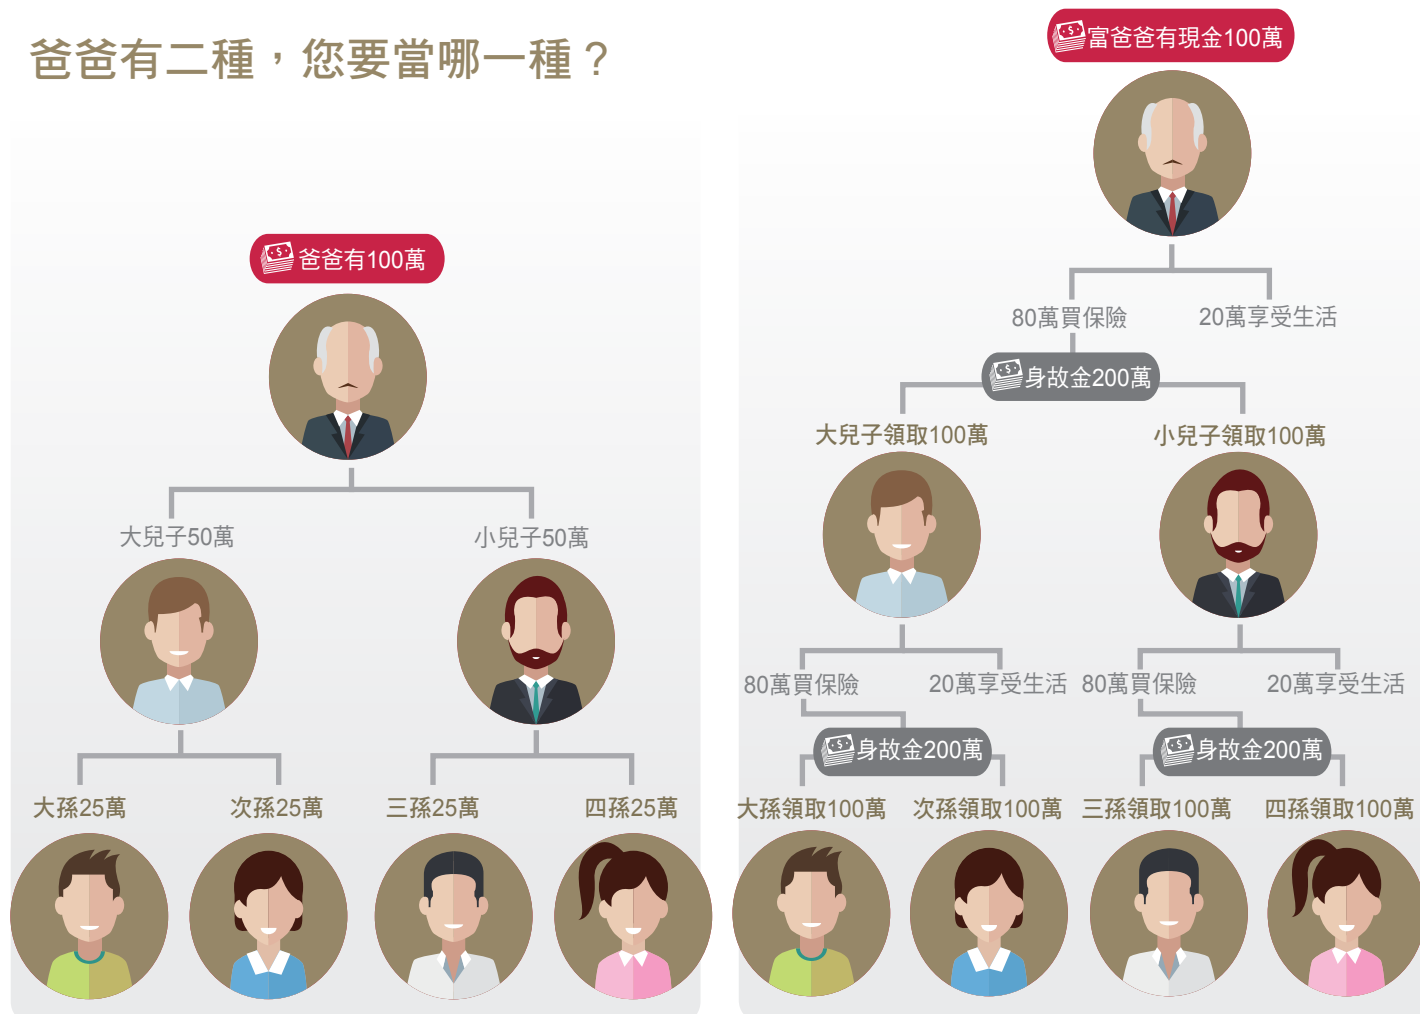 爸爸有二種，您要當哪一種？
爸爸有100萬
大兒子50萬
小兒子50萬
大孫25萬
次孫25萬
三孫25萬
四孫25萬
富爸爸有現金100萬
80萬買保險
20萬享受生活
身故金200萬
大兒子領取100萬
小兒子領取100萬
80萬買保險
20萬享受生活
80萬買保險
20萬享受生活
身故金200萬
身故金200萬
大孫領取100萬
次孫領取100萬
三孫領取100萬
四孫領取100萬